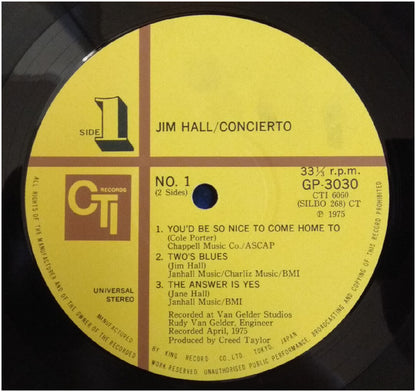 SIDE 1
JIM HALL/CONCIERTO
CTI
RECORDS
UNIVERSAL
STEREO
NO. 1
(2 Sides)
33⅓ r.p.m.
GP-3030
CTI 6060
(SILBO 268) CT
Ⓟ 1975
1. YOU'D BE SO NICE TO COME HOME TO
(Cole Porter)
Chappell Music Co./ASCAP
2. TWO'S BLUES
(Jim Hall)
Janhall Music/Charliz Music/BMI
3. THE ANSWER IS YES
(Jane Hall)
Janhall Music/BMI
Recorded at Van Gelder Studios
Rudy Van Gelder, Engineer
Recorded April, 1975
Produced by Creed Taylor
ALL RIGHTS OF THE MANUFACTURER AND OF THE OWNER OF THE RECORDED WORK RESERVED. UNAUTHORISED PUBLIC PERFORMANCE, BROADCASTING AND COPYING OF THIS RECORD PROHIBITED
MANUFACTURED BY KING RECORD CO., LTD. TOKYO, JAPAN